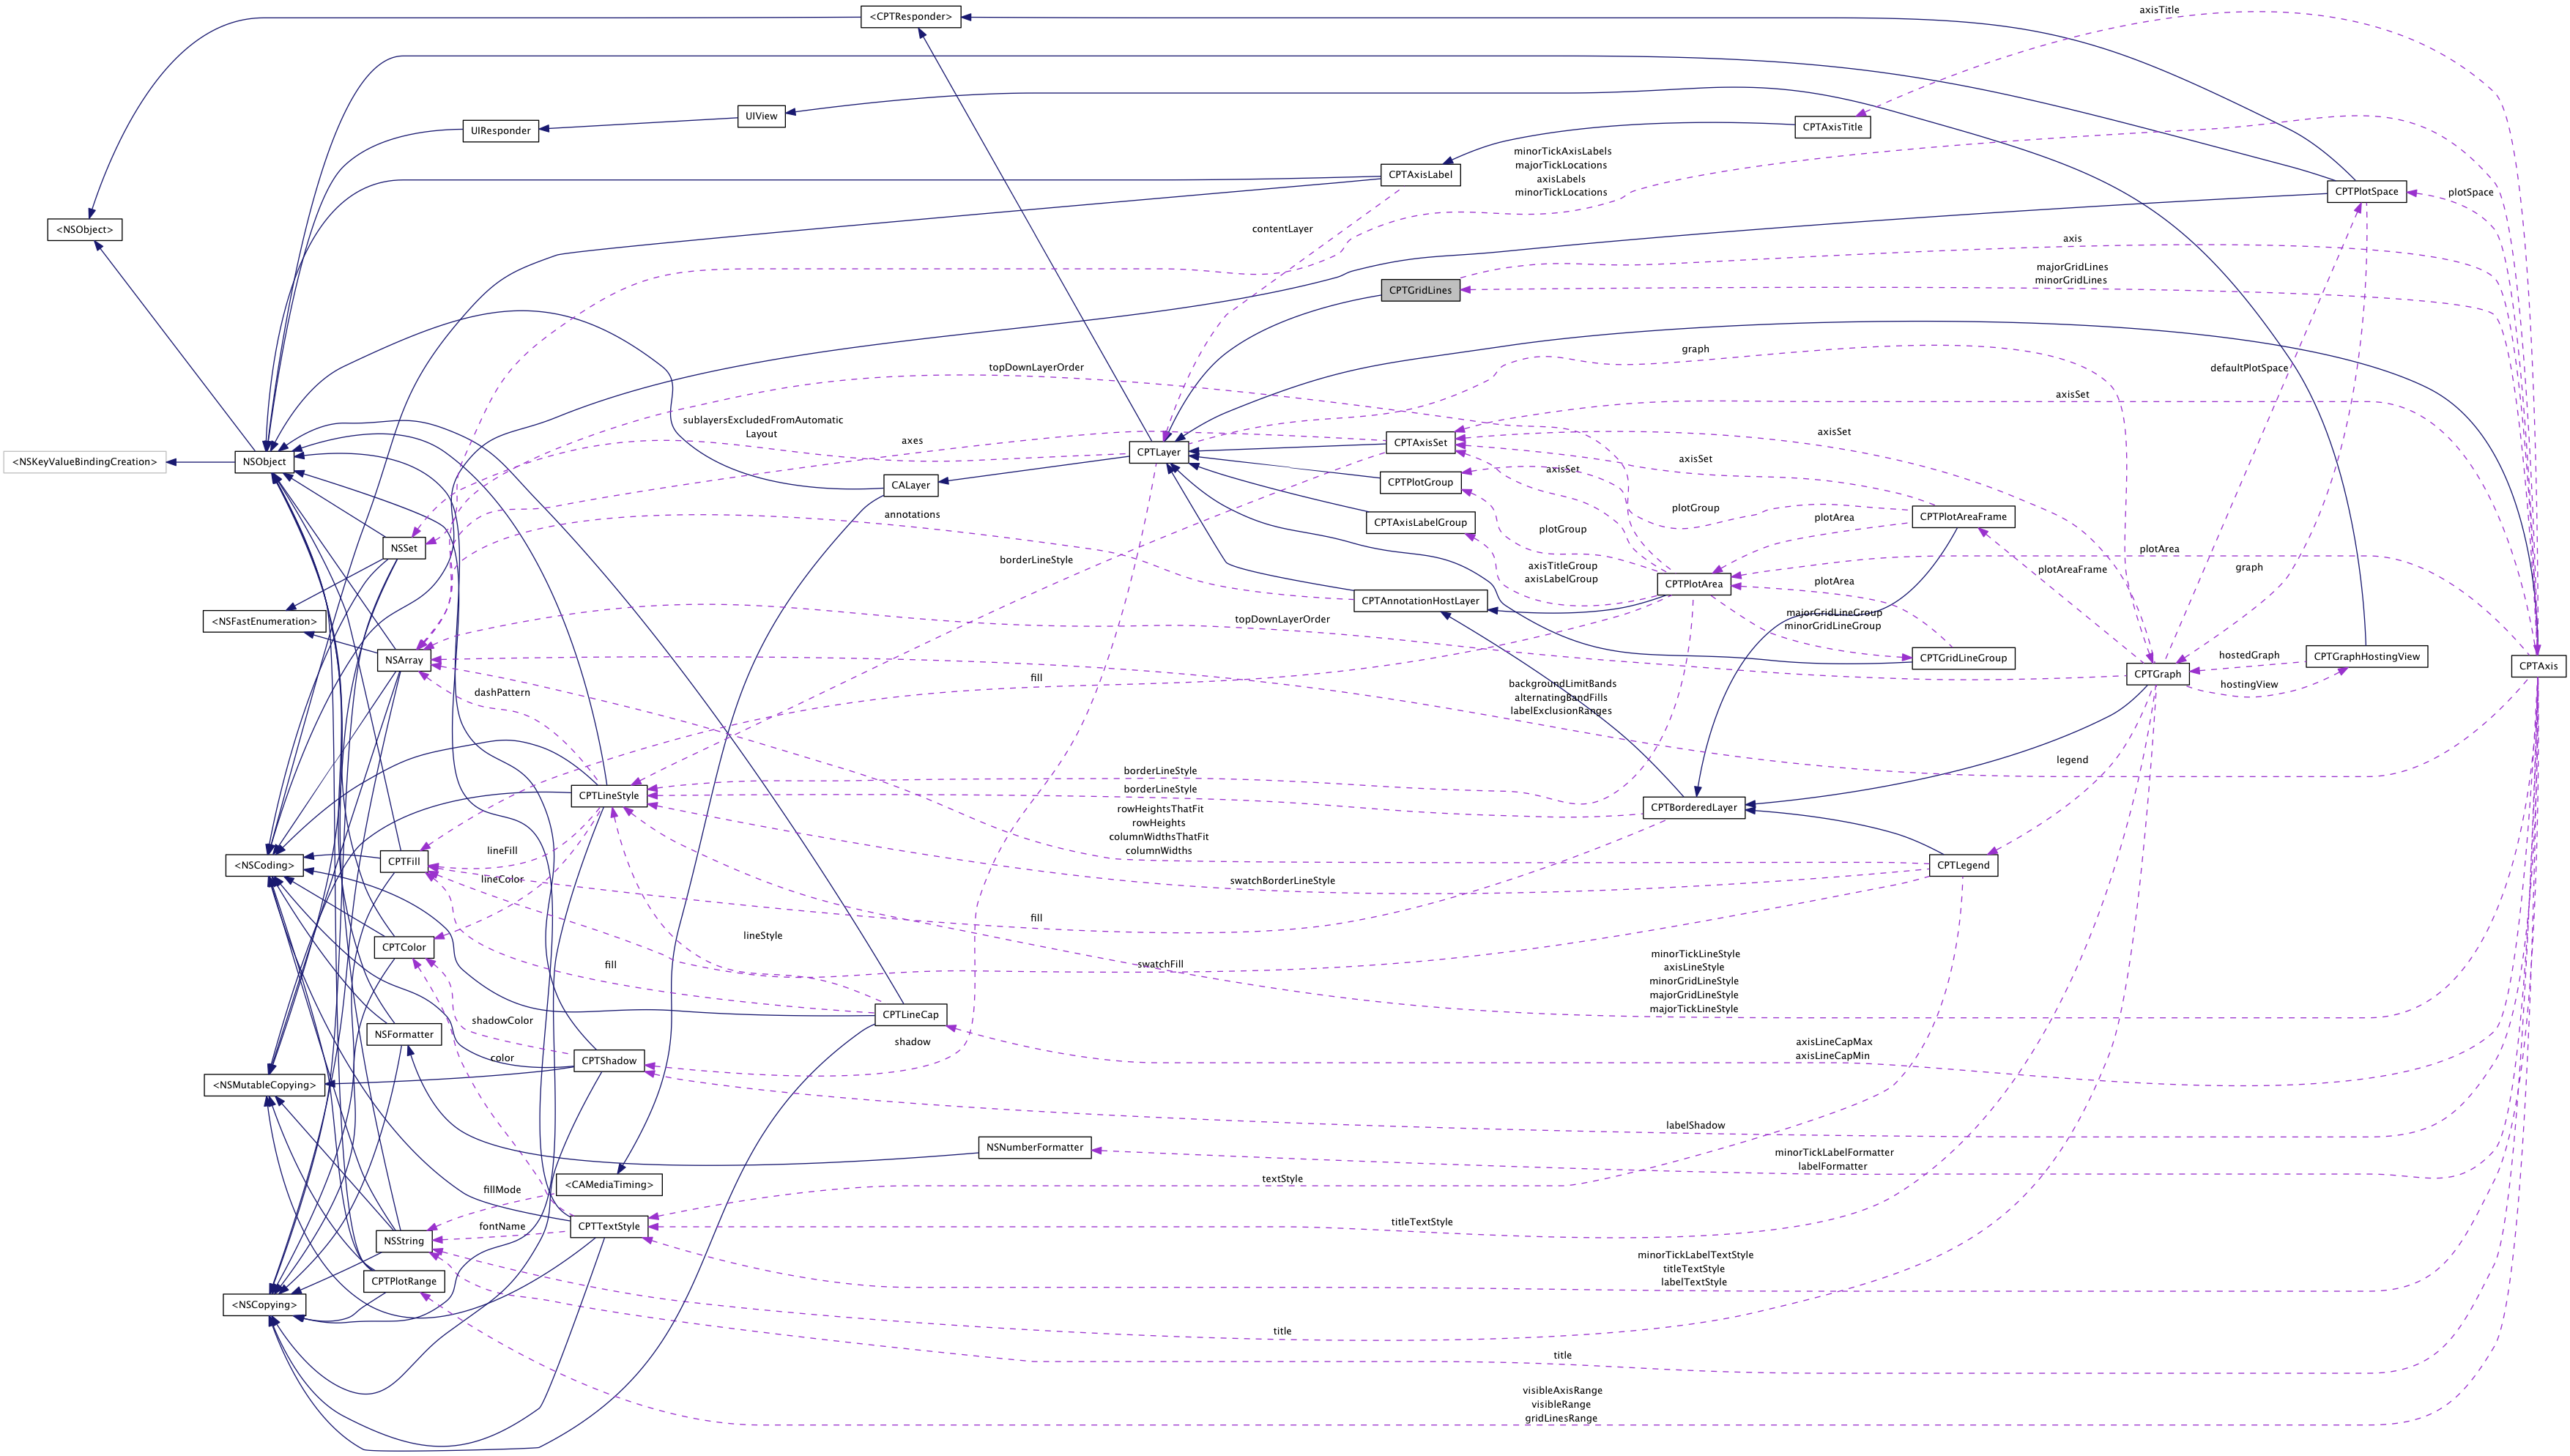 axisTitle
<CPTResponder>
UIView
UIResponder
CPTAxisTitle
minorTickAxisLabels
majorTickLocations
axisLabels
minorTickLocations
CPTAxisLabel
CPTPlotSpace
plotSpace
<NSObject>
contentLayer
axis
majorGridLines
minorGridLines
CPTGridLines
graph
topDownLayerOrder
defaultPlotSpace
axisSet
sublayersExcludedFromAutomatic
Layout
axes
CPTAxisSet
axisSet
<NSKeyValueBindingCreation>
NSObject
CPTLayer
axisSet
axisSet
CALayer
CPTPlotGroup
annotations
CPTAxisLabelGroup
plotGroup
plotGroup
plotArea
CPTPlotAreaFrame
NSSet
borderLineStyle
axisTitleGroup
axisLabelGroup
CPTPlotArea
plotArea
plotArea
plotAreaFrame
graph
CPTAnnotationHostLayer
<NSFastEnumeration>
topDownLayerOrder
majorGridLineGroup
minorGridLineGroup
NSArray
CPTGridLineGroup
hostedGraph
CPTGraphHostingView
CPTAxis
CPTGraph
hostingView
fill
dashPattern
backgroundLimitBands
alternatingBandFills
labelExclusionRanges
legend
borderLineStyle
borderLineStyle
CPTLineStyle
CPTBorderedLayer
rowHeightsThatFit
rowHeights
columnWidthsThatFit
columnWidths
lineFill
<NSCoding>
CPTFill
CPTLegend
lineColor
swatchBorderLineStyle
fill
CPTColor
lineStyle
fill
swatchFill
minorTickLineStyle
axisLineStyle
minorGridLineStyle
majorGridLineStyle
majorTickLineStyle
CPTLineCap
shadowColor
NSFormatter
shadow
axisLineCapMax
axisLineCapMin
color
CPTShadow
<NSMutableCopying>
labelShadow
NSNumberFormatter
minorTickLabelFormatter
labelFormatter
textStyle
fillMode
<CAMediaTiming>
fontName
CPTTextStyle
titleTextStyle
NSString
minorTickLabelTextStyle
titleTextStyle
labelTextStyle
CPTPlotRange
<NSCopying>
title
title
visibleAxisRange
visibleRange
gridLinesRange